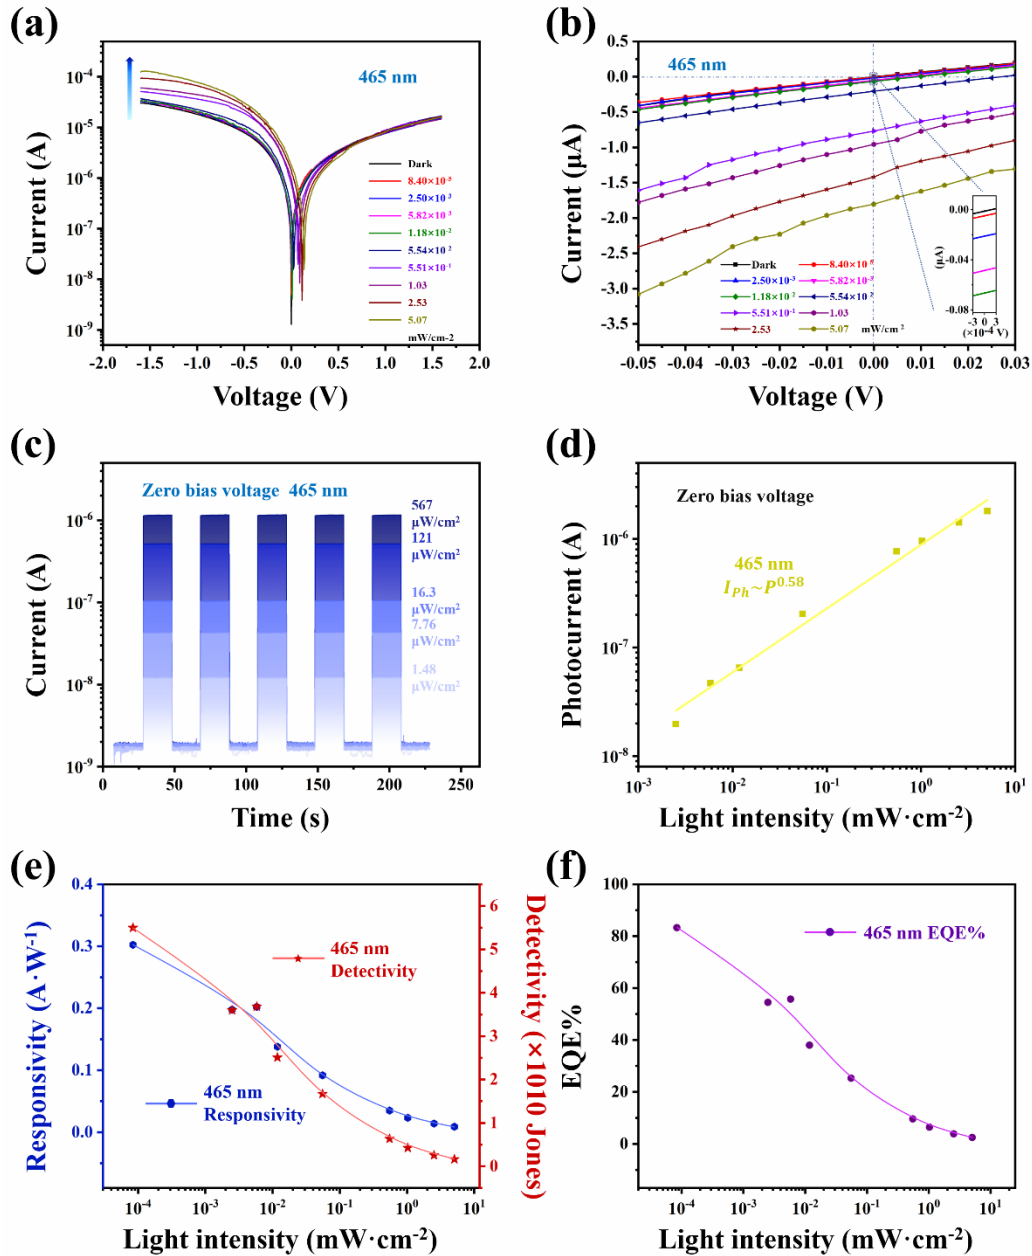 (a)
465 nm
Current (A)
10⁻⁴
10⁻⁵
10⁻⁶
10⁻⁷
10⁻⁸
10⁻⁹
Dark
8.40×10⁻⁵
2.50×10⁻³
5.82×10⁻³
1.18×10⁻²
5.54×10⁻²
5.51×10⁻¹
1.03
2.53
5.07
mW/cm-2
-2.0 -1.5 -1.0 -0.5 0.0 0.5 1.0 1.5 2.0
Voltage (V)
(b)
465 nm
Current (µA)
0.5
0.0
-0.5
-1.0
-1.5
-2.0
-2.5
-3.0
-3.5
Dark 8.40×10⁻⁵
2.50×10⁻³ 5.82×10⁻³
1.18×10⁻² 5.54×10⁻²
5.51×10⁻¹ 1.03
2.53 5.07 mW/cm²
0.00
-0.04
-0.08
(µA)
-3 0 3
(×10⁻⁴ V)
-0.05 -0.04 -0.03 -0.02 -0.01 0.00 0.01 0.02 0.03
Voltage (V)
(c)
Zero bias voltage 465 nm
Current (A)
10⁻⁶
10⁻⁷
10⁻⁸
10⁻⁹
567
µW/cm²
121
µW/cm²
16.3
µW/cm²
7.76
µW/cm²
1.48
µW/cm²
0 50 100 150 200 250
Time (s)
(d)
Zero bias voltage
465 nm
I_Ph~P^0.58
Photocurrent (A)
10⁻⁶
10⁻⁷
10⁻⁸
10⁻³ 10⁻² 10⁻¹ 10⁰ 10¹
Light intensity (mW·cm⁻²)
(e)
Responsivity (A·W⁻¹)
0.4
0.3
0.2
0.1
0.0
465 nm
Detectivity
465 nm
Responsivity
6
5
4
3
2
1
0
Detectivity (×1010 Jones)
10⁻⁴ 10⁻³ 10⁻² 10⁻¹ 10⁰ 10¹
Light intensity (mW·cm⁻²)
(f)
EQE%
100
80
60
40
20
0
465 nm EQE%
10⁻⁴ 10⁻³ 10⁻² 10⁻¹ 10⁰ 10¹
Light intensity (mW·cm⁻²)